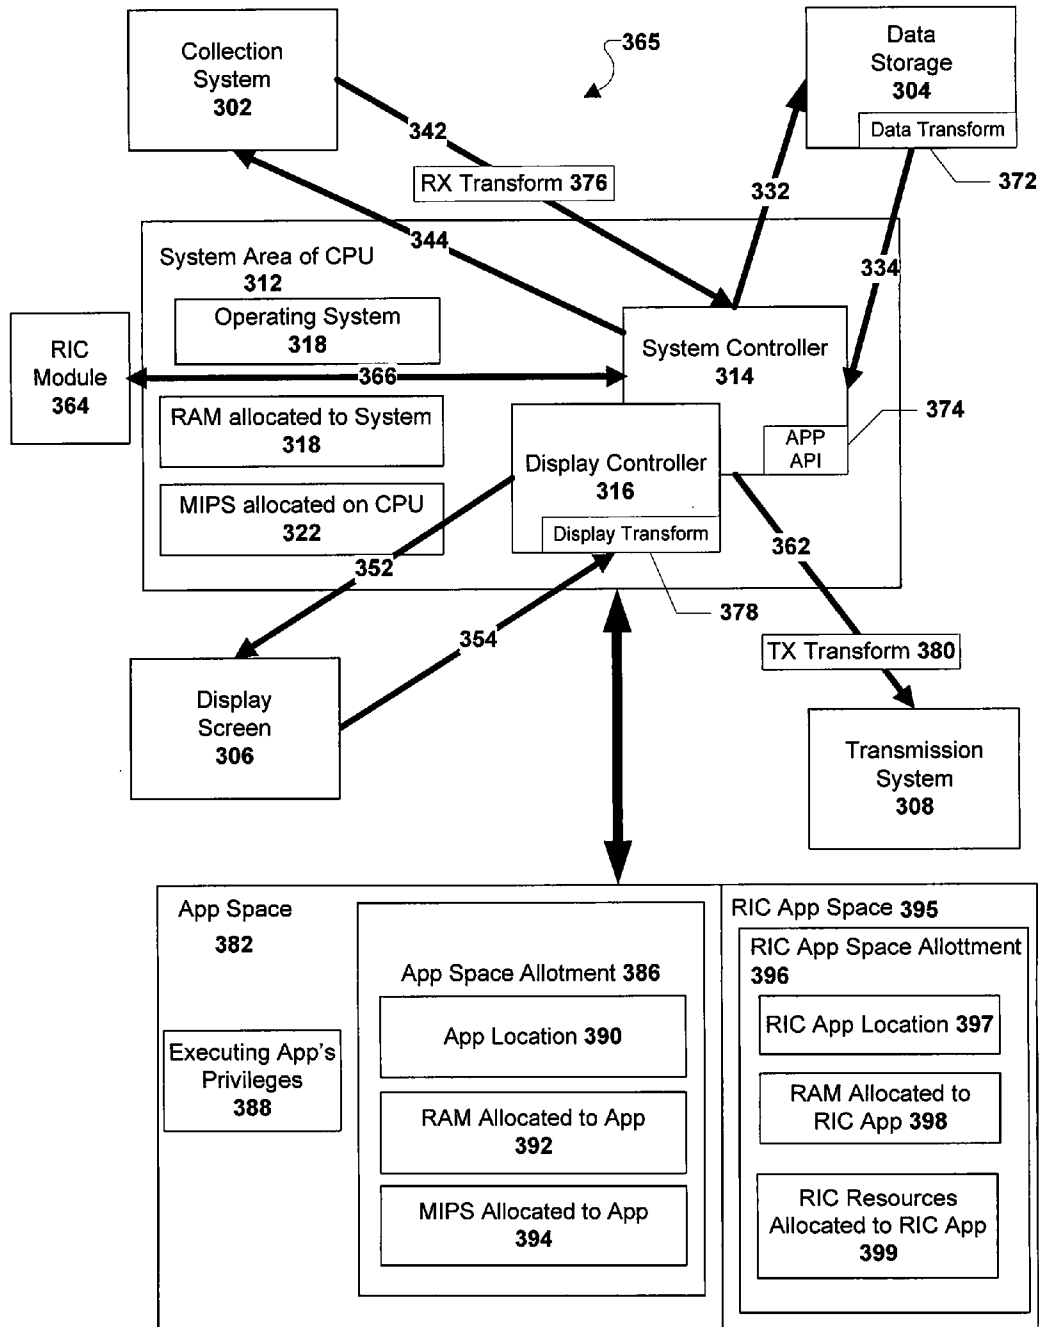 Collection
System
302
365
Data
Storage
304
Data Transform
372
342
RX Transform 376
332
344
334
System Area of CPU
312
Operating System
318
RIC
Module
364
366
System Controller
314
374
RAM allocated to System
318
APP
API
Display Controller
316
MIPS allocated on CPU
322
Display Transform
352
362
378
354
TX Transform 380
Display
Screen
306
Transmission
System
308
App Space
382
RIC App Space 395
App Space Allotment 386
RIC App Space Allottment
396
App Location 390
RIC App Location 397
Executing App's
Privileges
388
RAM Allocated to App
392
RAM Allocated to
RIC App 398
MIPS Allocated to App
394
RIC Resources
Allocated to RIC App
399